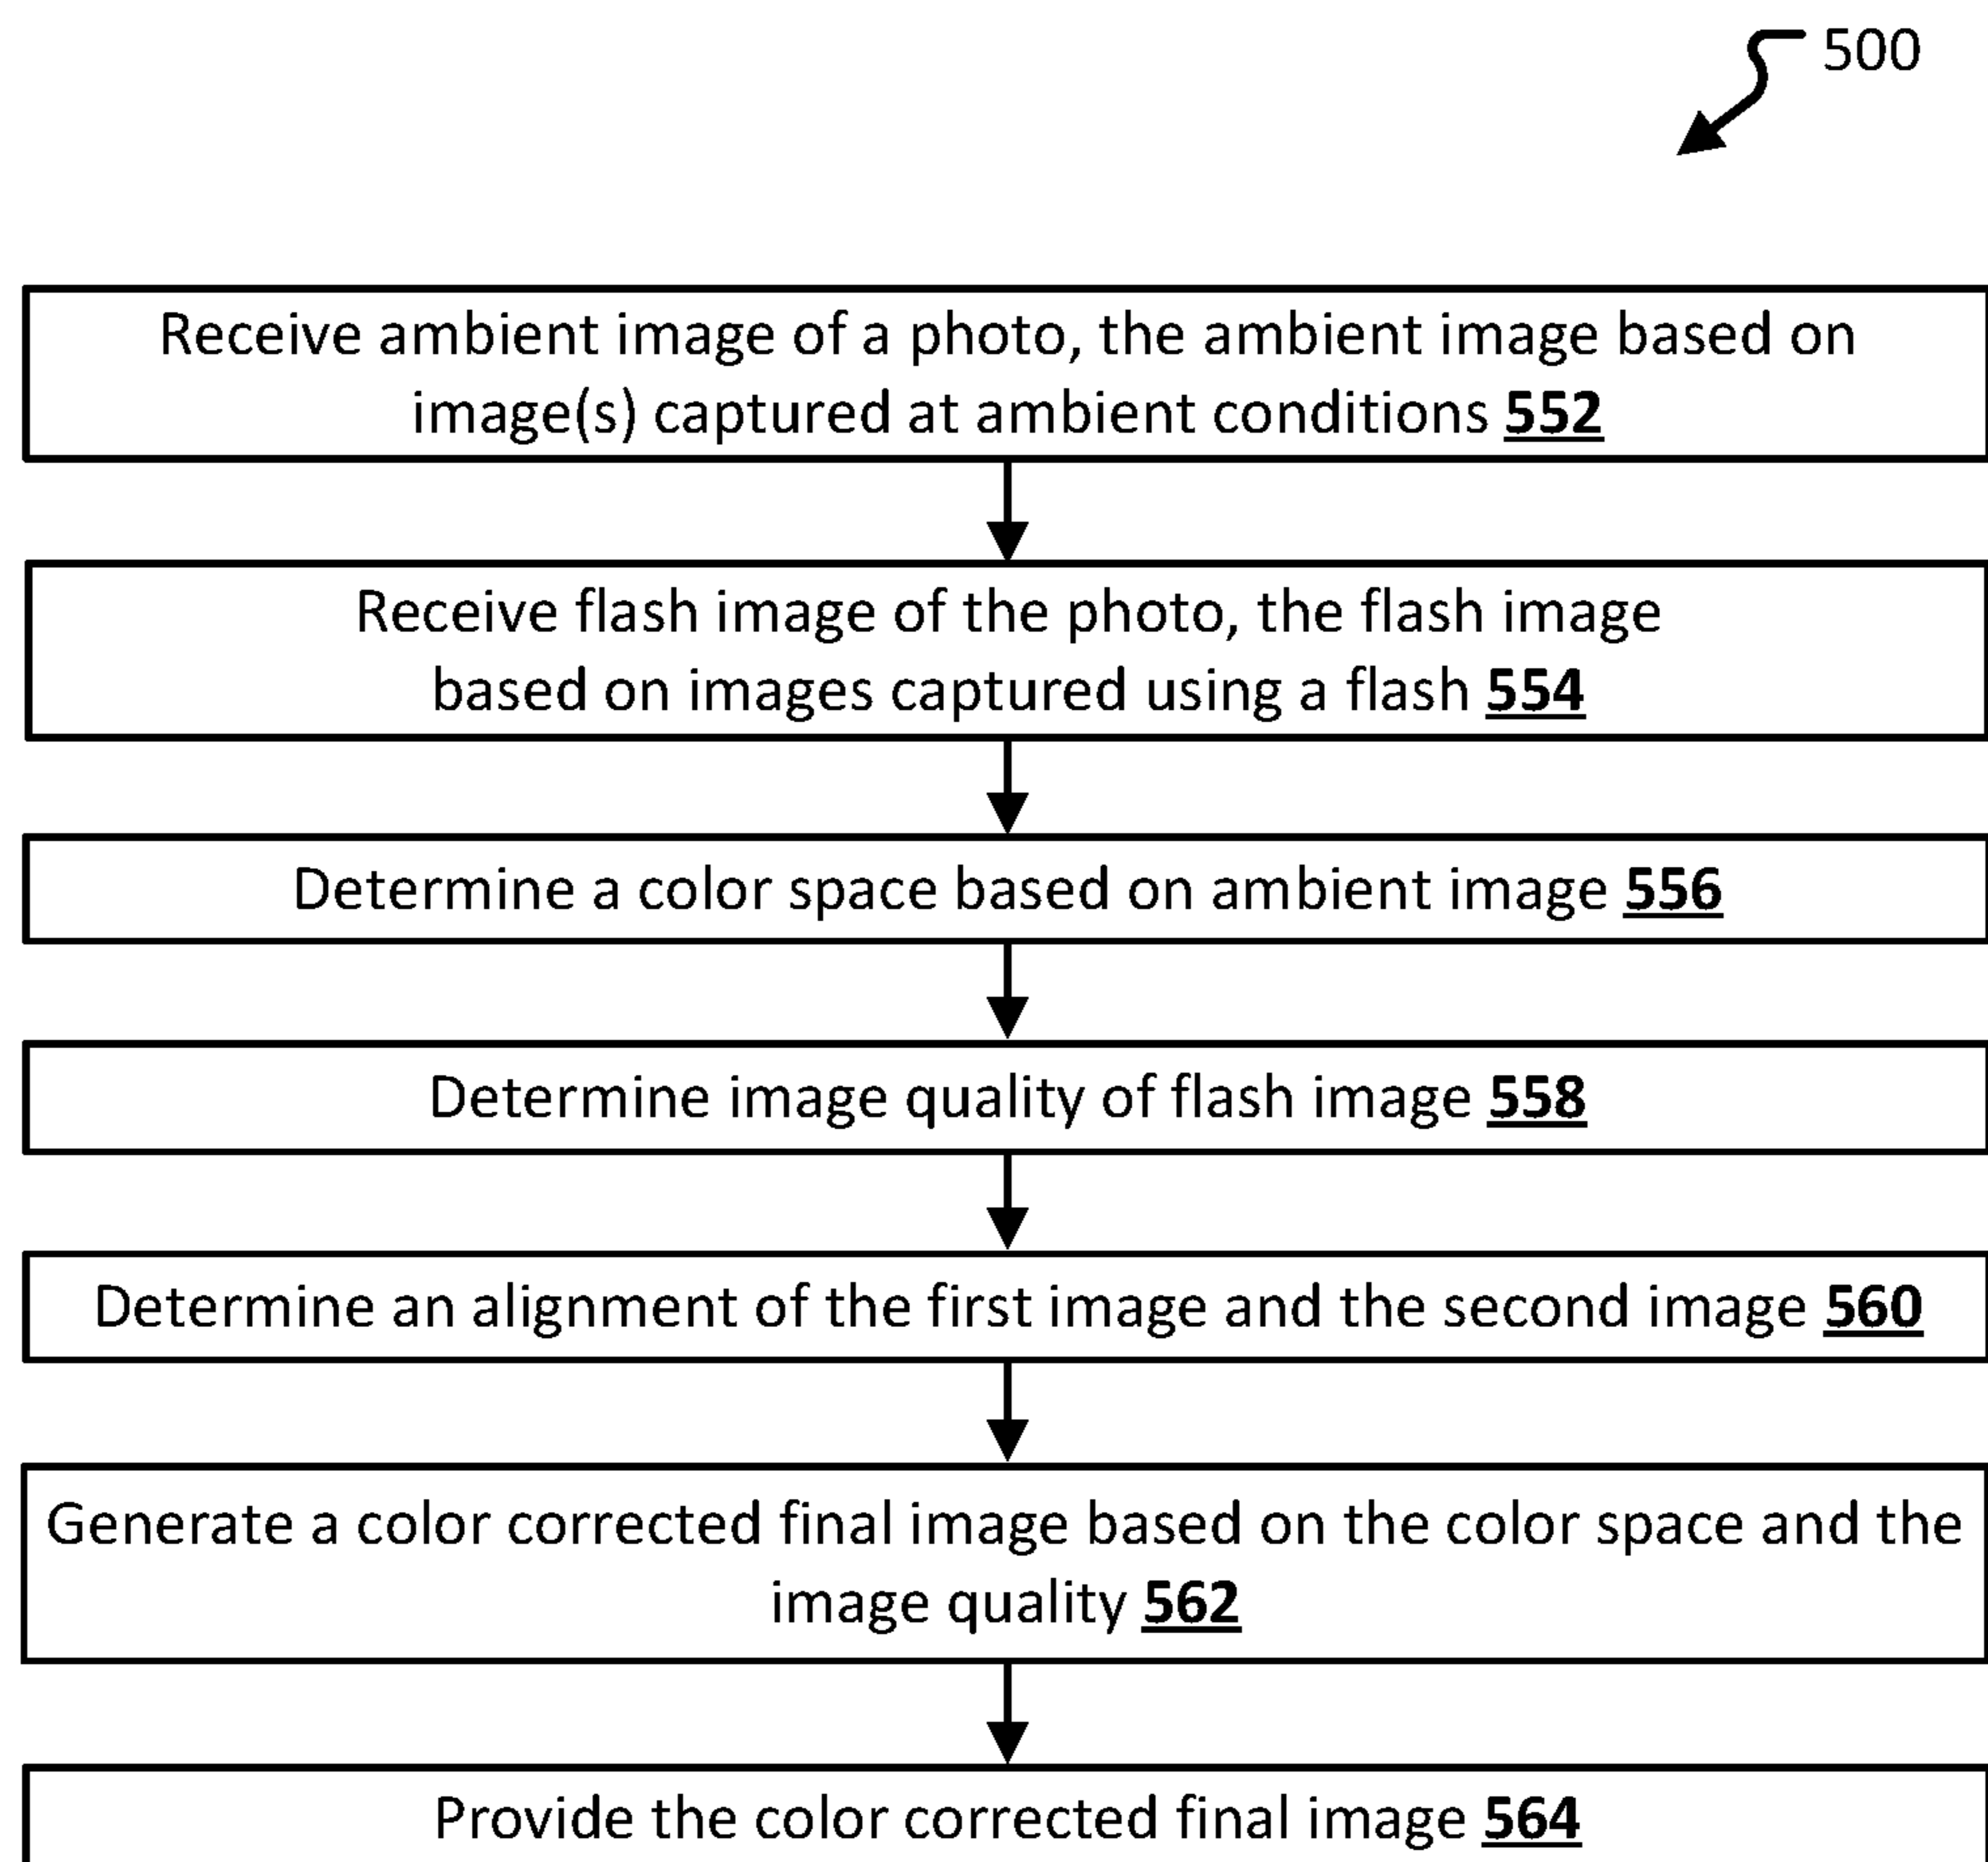 500
Receive ambient image of a photo, the ambient image based on
image(s) captured at ambient conditions 552
Receive flash image of the photo, the flash image
based on images captured using a flash 554
Determine a color space based on ambient image 556
Determine image quality of flash image 558
Determine an alignment of the first image and the second image 560
Generate a color corrected final image based on the color space and the
image quality 562
Provide the color corrected final image 564